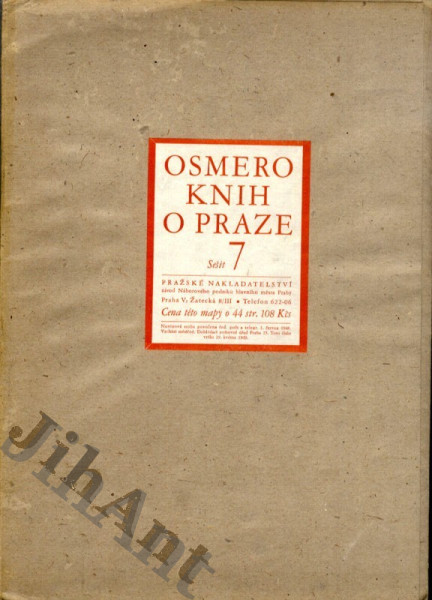 OSMERO
KNIH
O PRAZE
Sešit 7
PRAŽSKÉ NAKLADATELSTVÍ
Praha V, Žatecká 8/III • Telefon 622-08
Cena této mapy o 44 str. 108 Kčs
JihAnt